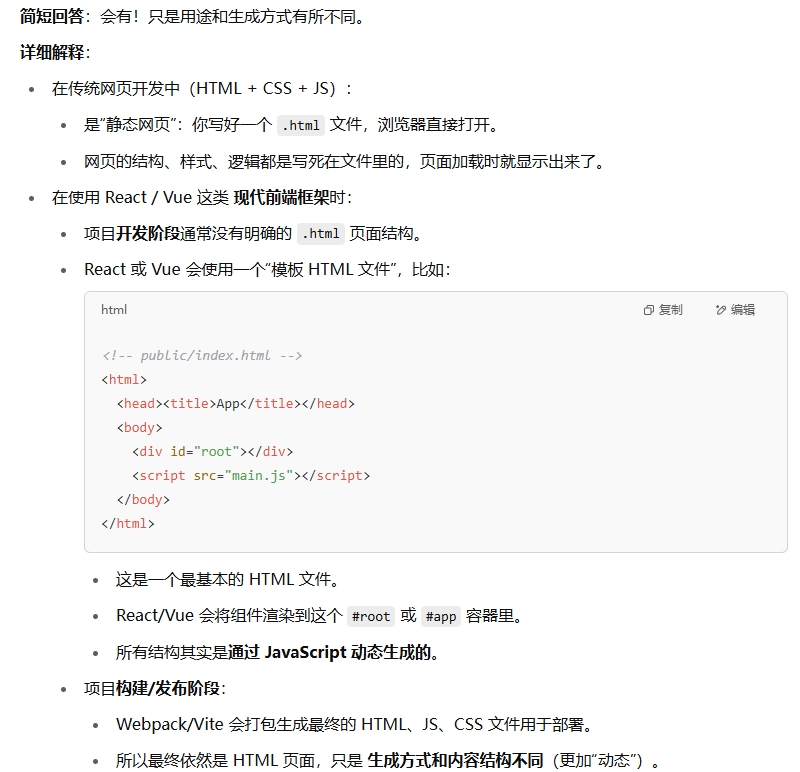 简短回答：会有！只是用途和生成方式有所不同。
详细解释：
在传统网页开发中（HTML + CSS + JS）：
是“静态网页”：你写好一个 .html 文件，浏览器直接打开。
网页的结构、样式、逻辑都是写死在文件里的，页面加载时就显示出来了。
在使用 React / Vue 这类 现代前端框架时：
项目开发阶段通常没有明确的 .html 页面结构。
React 或 Vue 会使用一个“模板 HTML 文件”，比如：
html 复制 编辑
<!-- public/index.html -->
<html>
  <head><title>App</title></head>
  <body>
    <div id="root"></div>
    <script src="main.js"></script>
  </body>
</html>
这是一个最基本的 HTML 文件。
React/Vue 会将组件渲染到这个 #root 或 #app 容器里。
所有结构其实是通过 JavaScript 动态生成的。
项目构建/发布阶段：
Webpack/Vite 会打包生成最终的 HTML、JS、CSS 文件用于部署。
所以最终依然是 HTML 页面，只是 生成方式和内容结构不同（更加“动态”）。